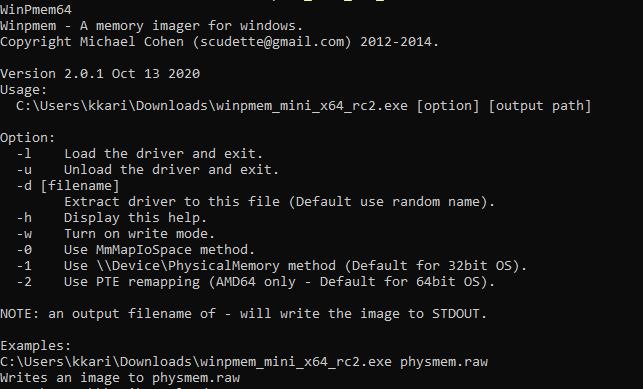 WinPmem64
Winpmem - A memory imager for windows.
Copyright Michael Cohen (scudette@gmail.com) 2012-2014.
Version 2.0.1 Oct 13 2020
Usage:
C:\Users\kkari\Downloads\winpmem_mini_x64_rc2.exe [option] [output path]
Option:
-l    Load the driver and exit.
-u    Unload the driver and exit.
-d [filename]
Extract driver to this file (Default use random name).
-h    Display this help.
-w    Turn on write mode.
-0    Use MmMapIoSpace method.
-1    Use \\Device\PhysicalMemory method (Default for 32bit OS).
-2    Use PTE remapping (AMD64 only - Default for 64bit OS).
NOTE: an output filename of - will write the image to STDOUT.
Examples:
C:\Users\kkari\Downloads\winpmem_mini_x64_rc2.exe physmem.raw
Writes an image to physmem.raw